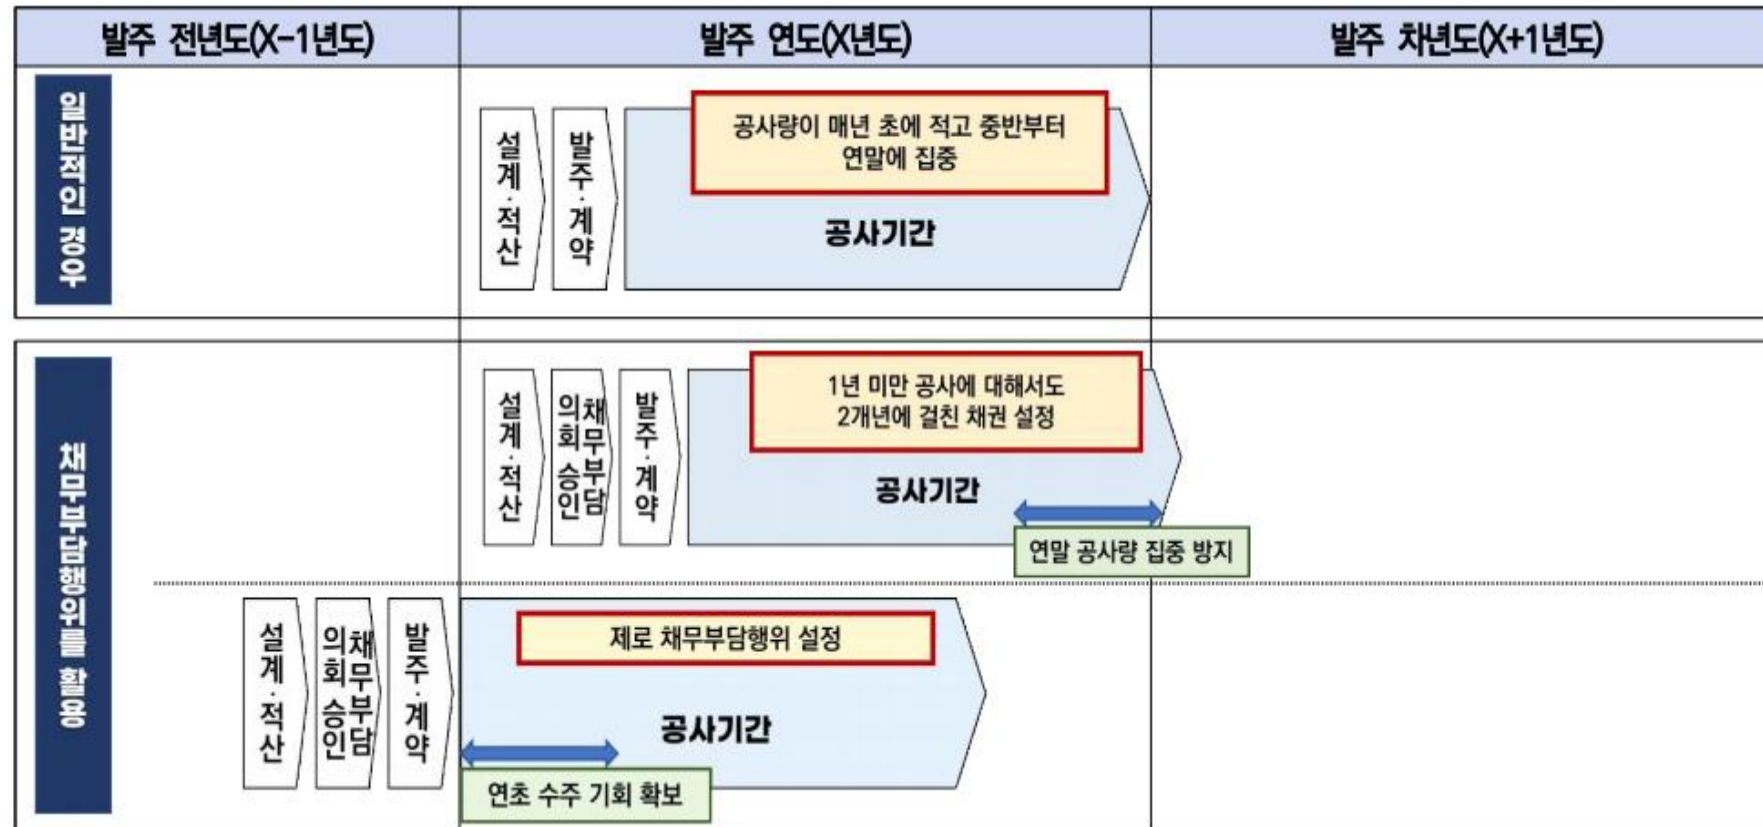 발주 전년도(X-1년도)
발주 연도(X년도)
발주 차년도(X+1년도)
일반적인 경우
설계·적산
발주·계약
공사량이 매년 초에 적고 중반부터
연말에 집중
공사기간
채무부담행위를 활용
설계·적산
채무부담
의회 승인
발주·계약
1년 미만 공사에 대해서도
2개년에 걸친 채권 설정
공사기간
연말 공사량 집중 방지
설계·적산
채무부담
의회 승인
발주·계약
제로 채무부담행위 설정
공사기간
연초 수주 기회 확보